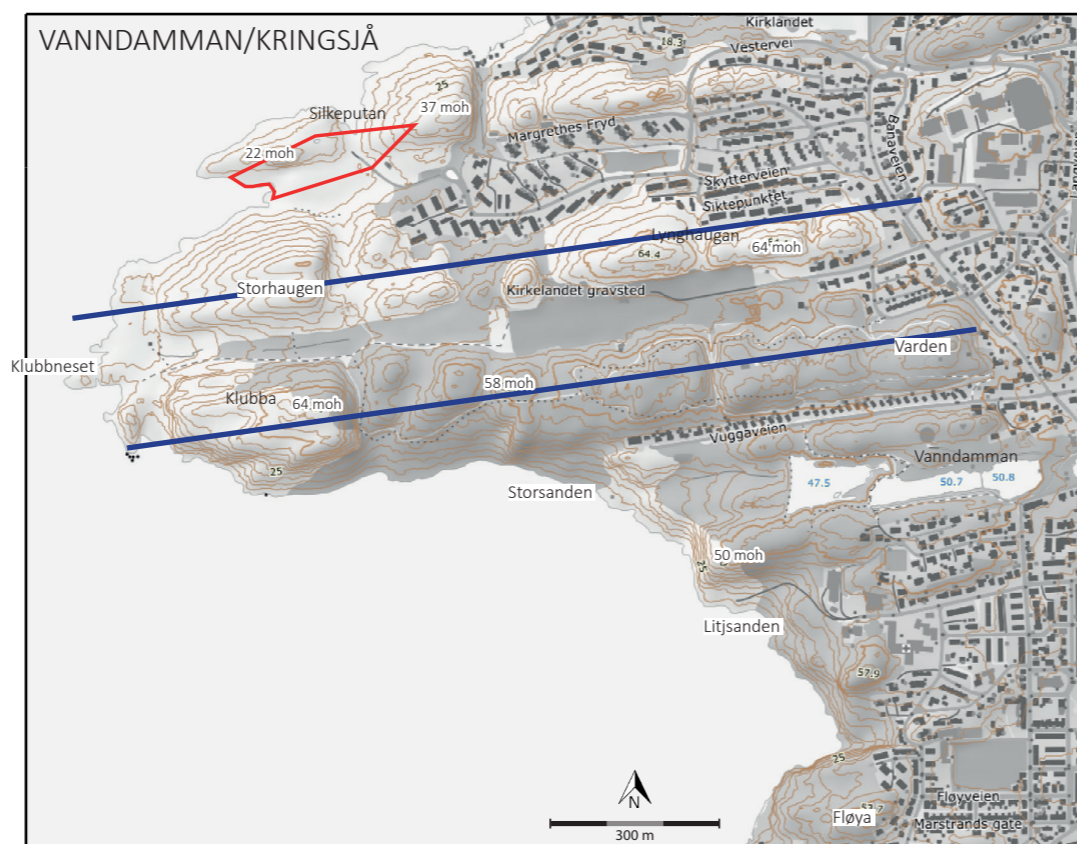 VANNDAMMAN/KRINGSJÅ
Kirklandet
18.3
Vestervei
25
37 moh
Silkeputan
Margrethes Fryd
Banaveien
22 moh
Skytterveien
Siktepunktet
Lynghaugan
64.4
64 moh
Storhaugen
Kirkelandet gravsted
Varden
Klubbneset
58 moh
Klubba
64 moh
Vuggaveien
Vanndamman
25
47.5
50.7
50.8
Storsanden
50 moh
25
Litjsanden
57.9
25
N
300 m
Fløyveien
Fløya
Marstrands gate